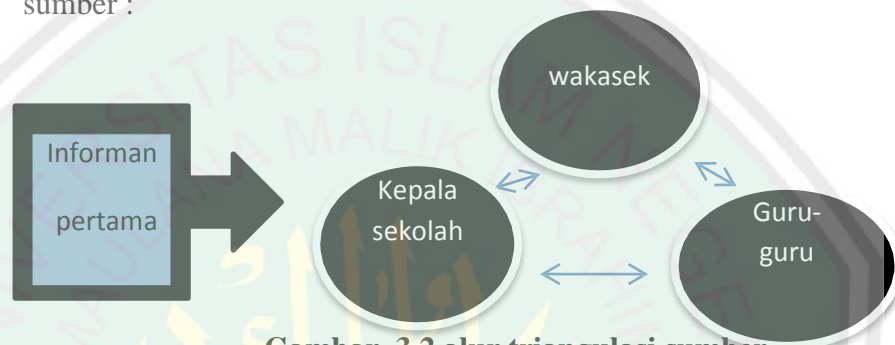 sumber :
wakasek
Informan
pertama
Kepala
sekolah
Guru-
guru
Gambar 3.2 alur triangulasi sumber